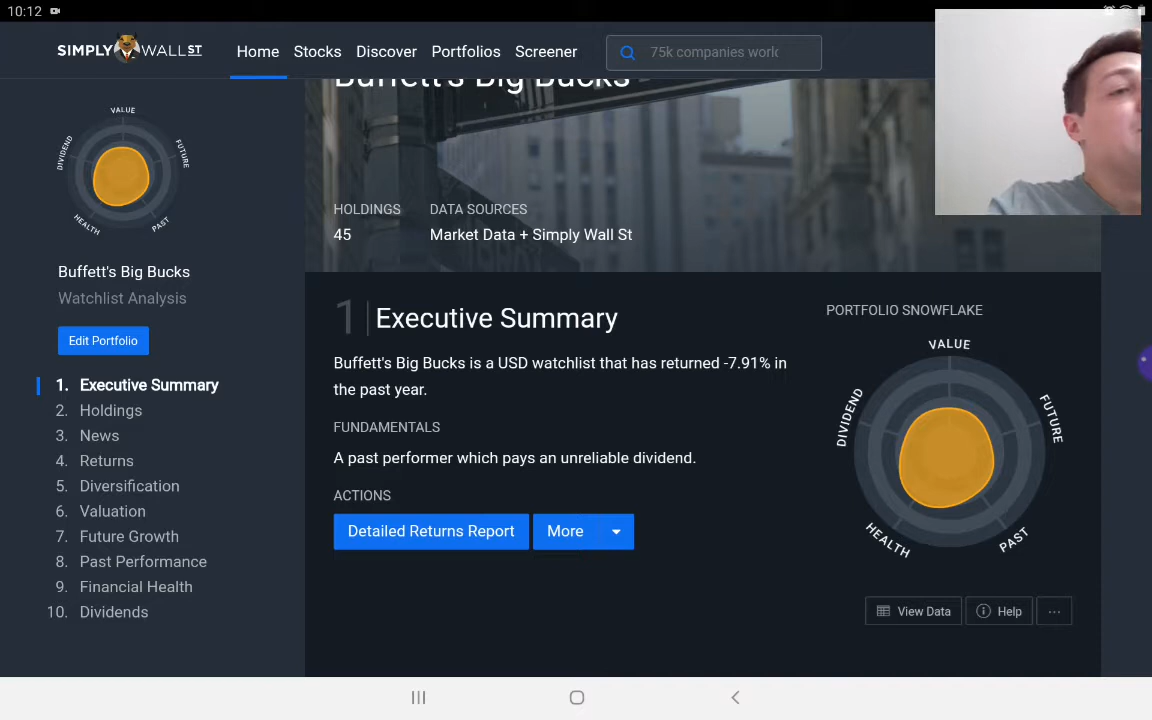 10:12
SIMPLY WALL ST
Home Stocks Discover Portfolios Screener
75k companies work
VALUE
FUTURE
PAST
HEALTH
DIVIDEND
Buffett's Big Bucks
Watchlist Analysis
Edit Portfolio
1. Executive Summary
2. Holdings
3. News
4. Returns
5. Diversification
6. Valuation
7. Future Growth
8. Past Performance
9. Financial Health
10. Dividends
Buffett's Big Bucks
HOLDINGS DATA SOURCES
45 Market Data + Simply Wall St
1 Executive Summary
Buffett's Big Bucks is a USD watchlist that has returned -7.91% in
the past year.
FUNDAMENTALS
A past performer which pays an unreliable dividend.
ACTIONS
Detailed Returns Report More
PORTFOLIO SNOWFLAKE
VALUE
FUTURE
PAST
HEALTH
DIVIDEND
View Data Help ...